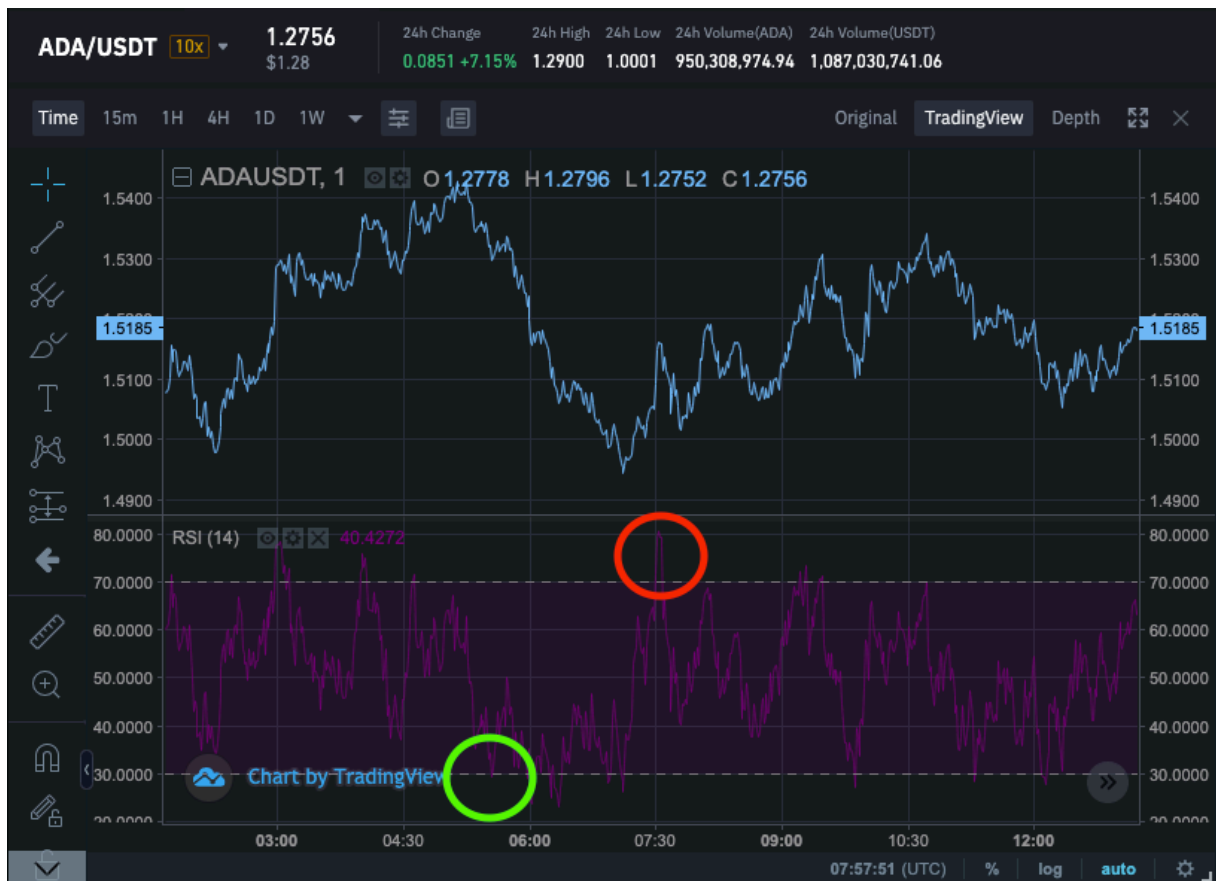 ADA/USDT 10x 1.2756 $1.28
24h Change 24h High 24h Low 24h Volume(ADA) 24h Volume(USDT)
0.0851 +7.15% 1.2900 1.0001 950,308,974.94 1,087,030,741.06
Time 15m 1H 4H 1D 1W Original TradingView Depth
ADAUSDT, 1 O1.2778 H1.2796 L1.2752 C1.2756
1.5400 1.5400
1.5300 1.5300
1.5185 1.5185
1.5100 1.5100
1.5000 1.5000
1.4900 1.4900
80.0000 RSI (14) 40.4272 80.0000
70.0000 70.0000
60.0000 60.0000
50.0000 50.0000
40.0000 40.0000
30.0000 Chart by TradingView 30.0000
20.0000 20.0000
03:00 04:30 06:00 07:30 09:00 10:30 12:00
07:57:51 (UTC) % log auto